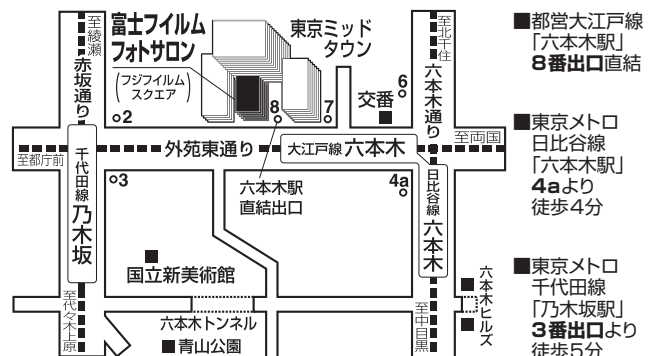 至綾瀬
赤坂通り
富士フイルム
フォトサロン
(フジフイルム
スクエア)
東京ミッド
タウン
交番
6
7
8
2
至北千住
六本木通り
至両国
至都庁前
外苑東通り
大江戸線 六本木
千代田線 乃木坂
3
4a
六本木駅
直結出口
日比谷線 六本木
国立新美術館
至代々木上原
六本木トンネル
青山公園
至中目黒
六本木ヒルズ
■都営大江戸線
「六本木駅」
8番出口直結
■東京メトロ
日比谷線
「六本木駅」
4aより
徒歩4分
■東京メトロ
千代田線
「乃木坂駅」
3番出口より
徒歩5分